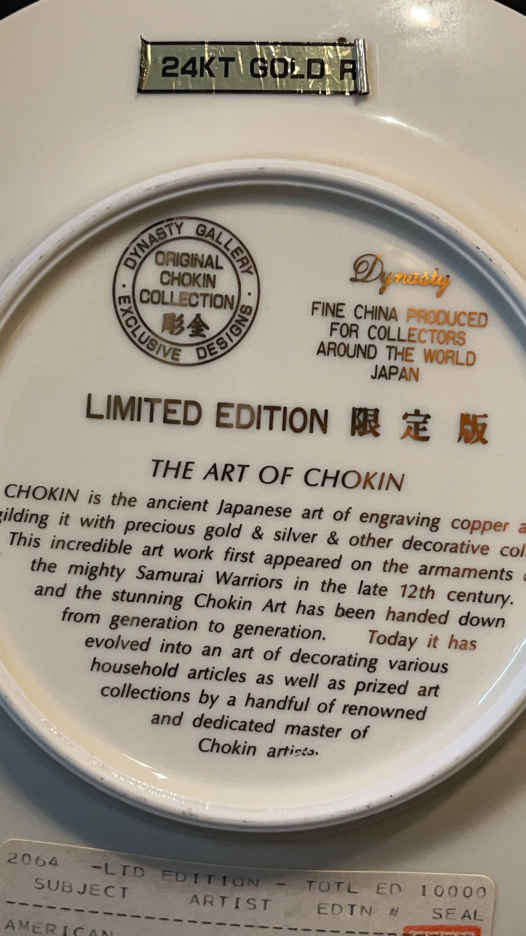 24KT GOLD R
DYNASTY GALLERY
ORIGINAL
CHOKIN
COLLECTION
彫金
· EXCLUSIVE DESIGNS ·
Dynasty
FINE CHINA PRODUCED
FOR COLLECTORS
AROUND THE WORLD
JAPAN
LIMITED EDITION 限定版
THE ART OF CHOKIN
CHOKIN is the ancient Japanese art of engraving copper
gilding it with precious gold & silver & other decorative
This incredible art work first appeared on the armaments
the mighty Samurai Warriors in the late 12th century.
and the stunning Chokin Art has been handed down
from generation to generation. Today it has
evolved into an art of decorating various
household articles as well as prized art
collections by a handful of renowned
and dedicated master of
Chokin artists.
2064 -LTD EDITION - TOTL ED 10000
SUBJECT ARTIST EDTN # SEAL
AMERICAN